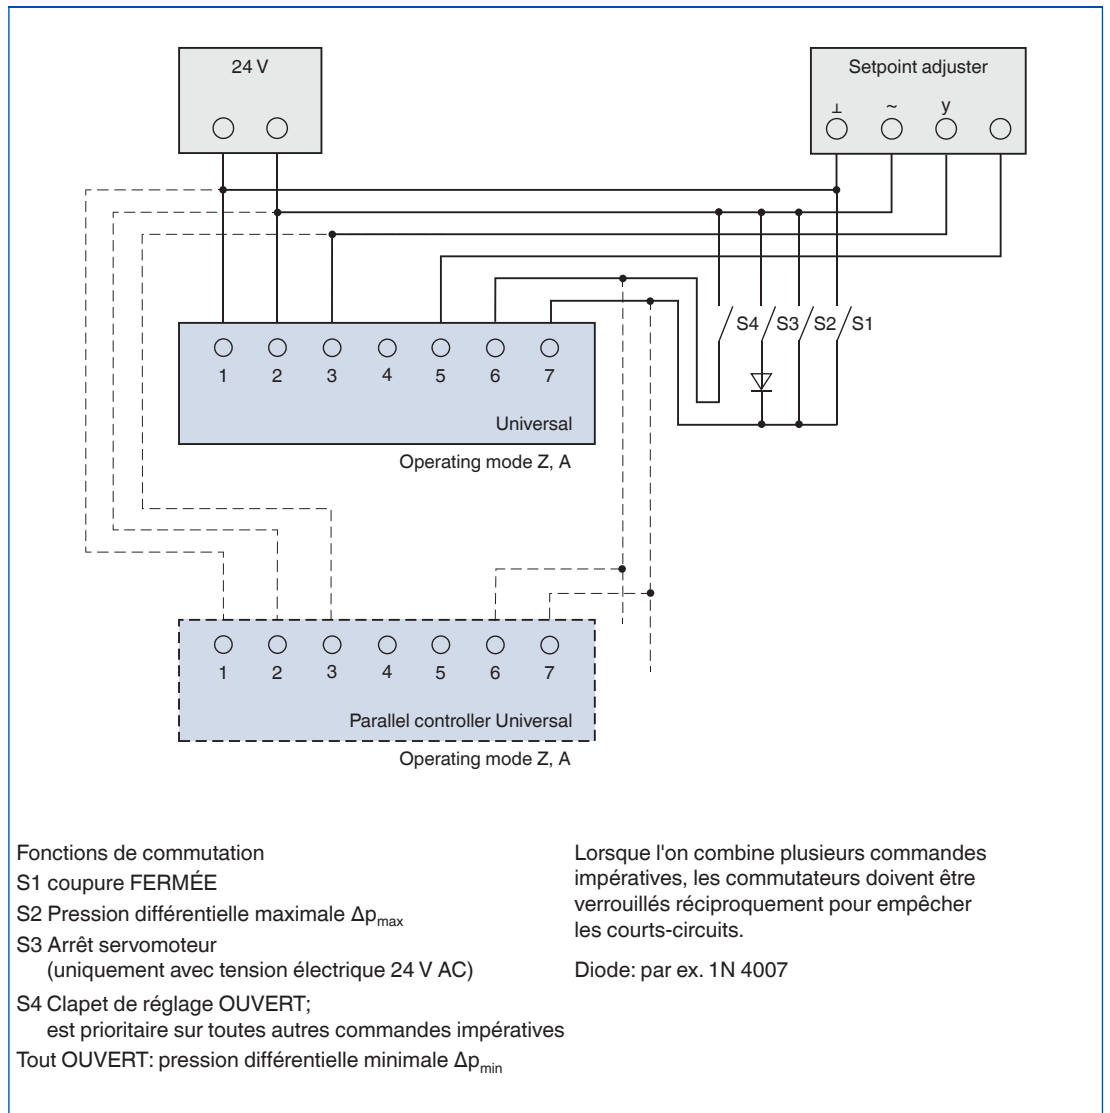 24 V
Setpoint adjuster
⊥ ~ y
S4 S3 S2 S1
1 2 3 4 5 6 7
Universal
Operating mode Z, A
1 2 3 4 5 6 7
Parallel controller Universal
Operating mode Z, A
Fonctions de commutation
S1 coupure FERMÉE
S2 Pression différentielle maximale Δpmax
S3 Arrêt servomoteur
(uniquement avec tension électrique 24 V AC)
S4 Clapet de réglage OUVERT;
est prioritaire sur toutes autres commandes impératives
Tout OUVERT: pression différentielle minimale Δpmin
Lorsque l'on combine plusieurs commandes
impératives, les commutateurs doivent être
verrouillés réciproquement pour empêcher
les courts-circuits.
Diode: par ex. 1N 4007